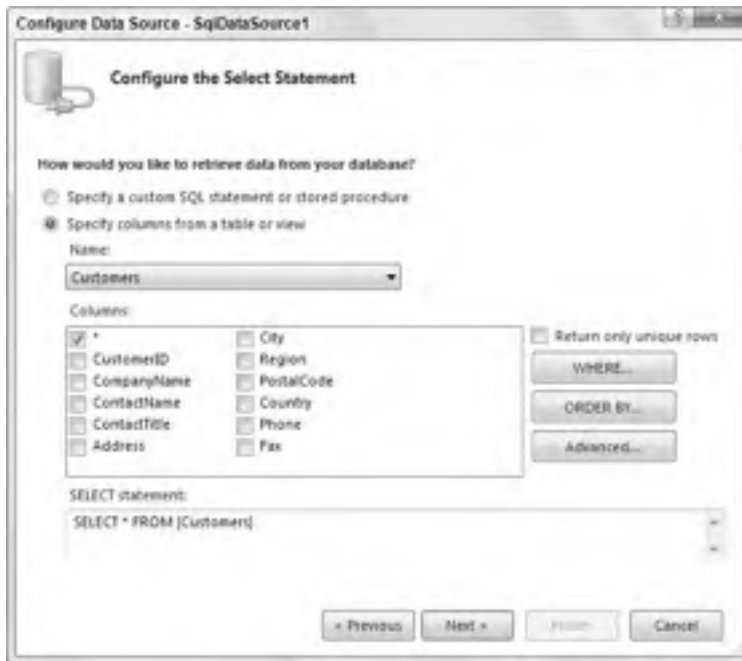 Configure Data Source - SqlDataSource1
Configure the Select Statement
How would you like to retrieve data from your database?
Specify a custom SQL statement or stored procedure
Specify columns from a table or view
Name:
Customers
Columns:
*
CustomerID
CompanyName
ContactName
ContactTitle
Address
City
Region
PostalCode
Country
Phone
Fax
Return only unique rows
WHERE...
ORDER BY...
Advanced...
SELECT statement:
SELECT * FROM [Customers]
< Previous
Next >
Finish
Cancel